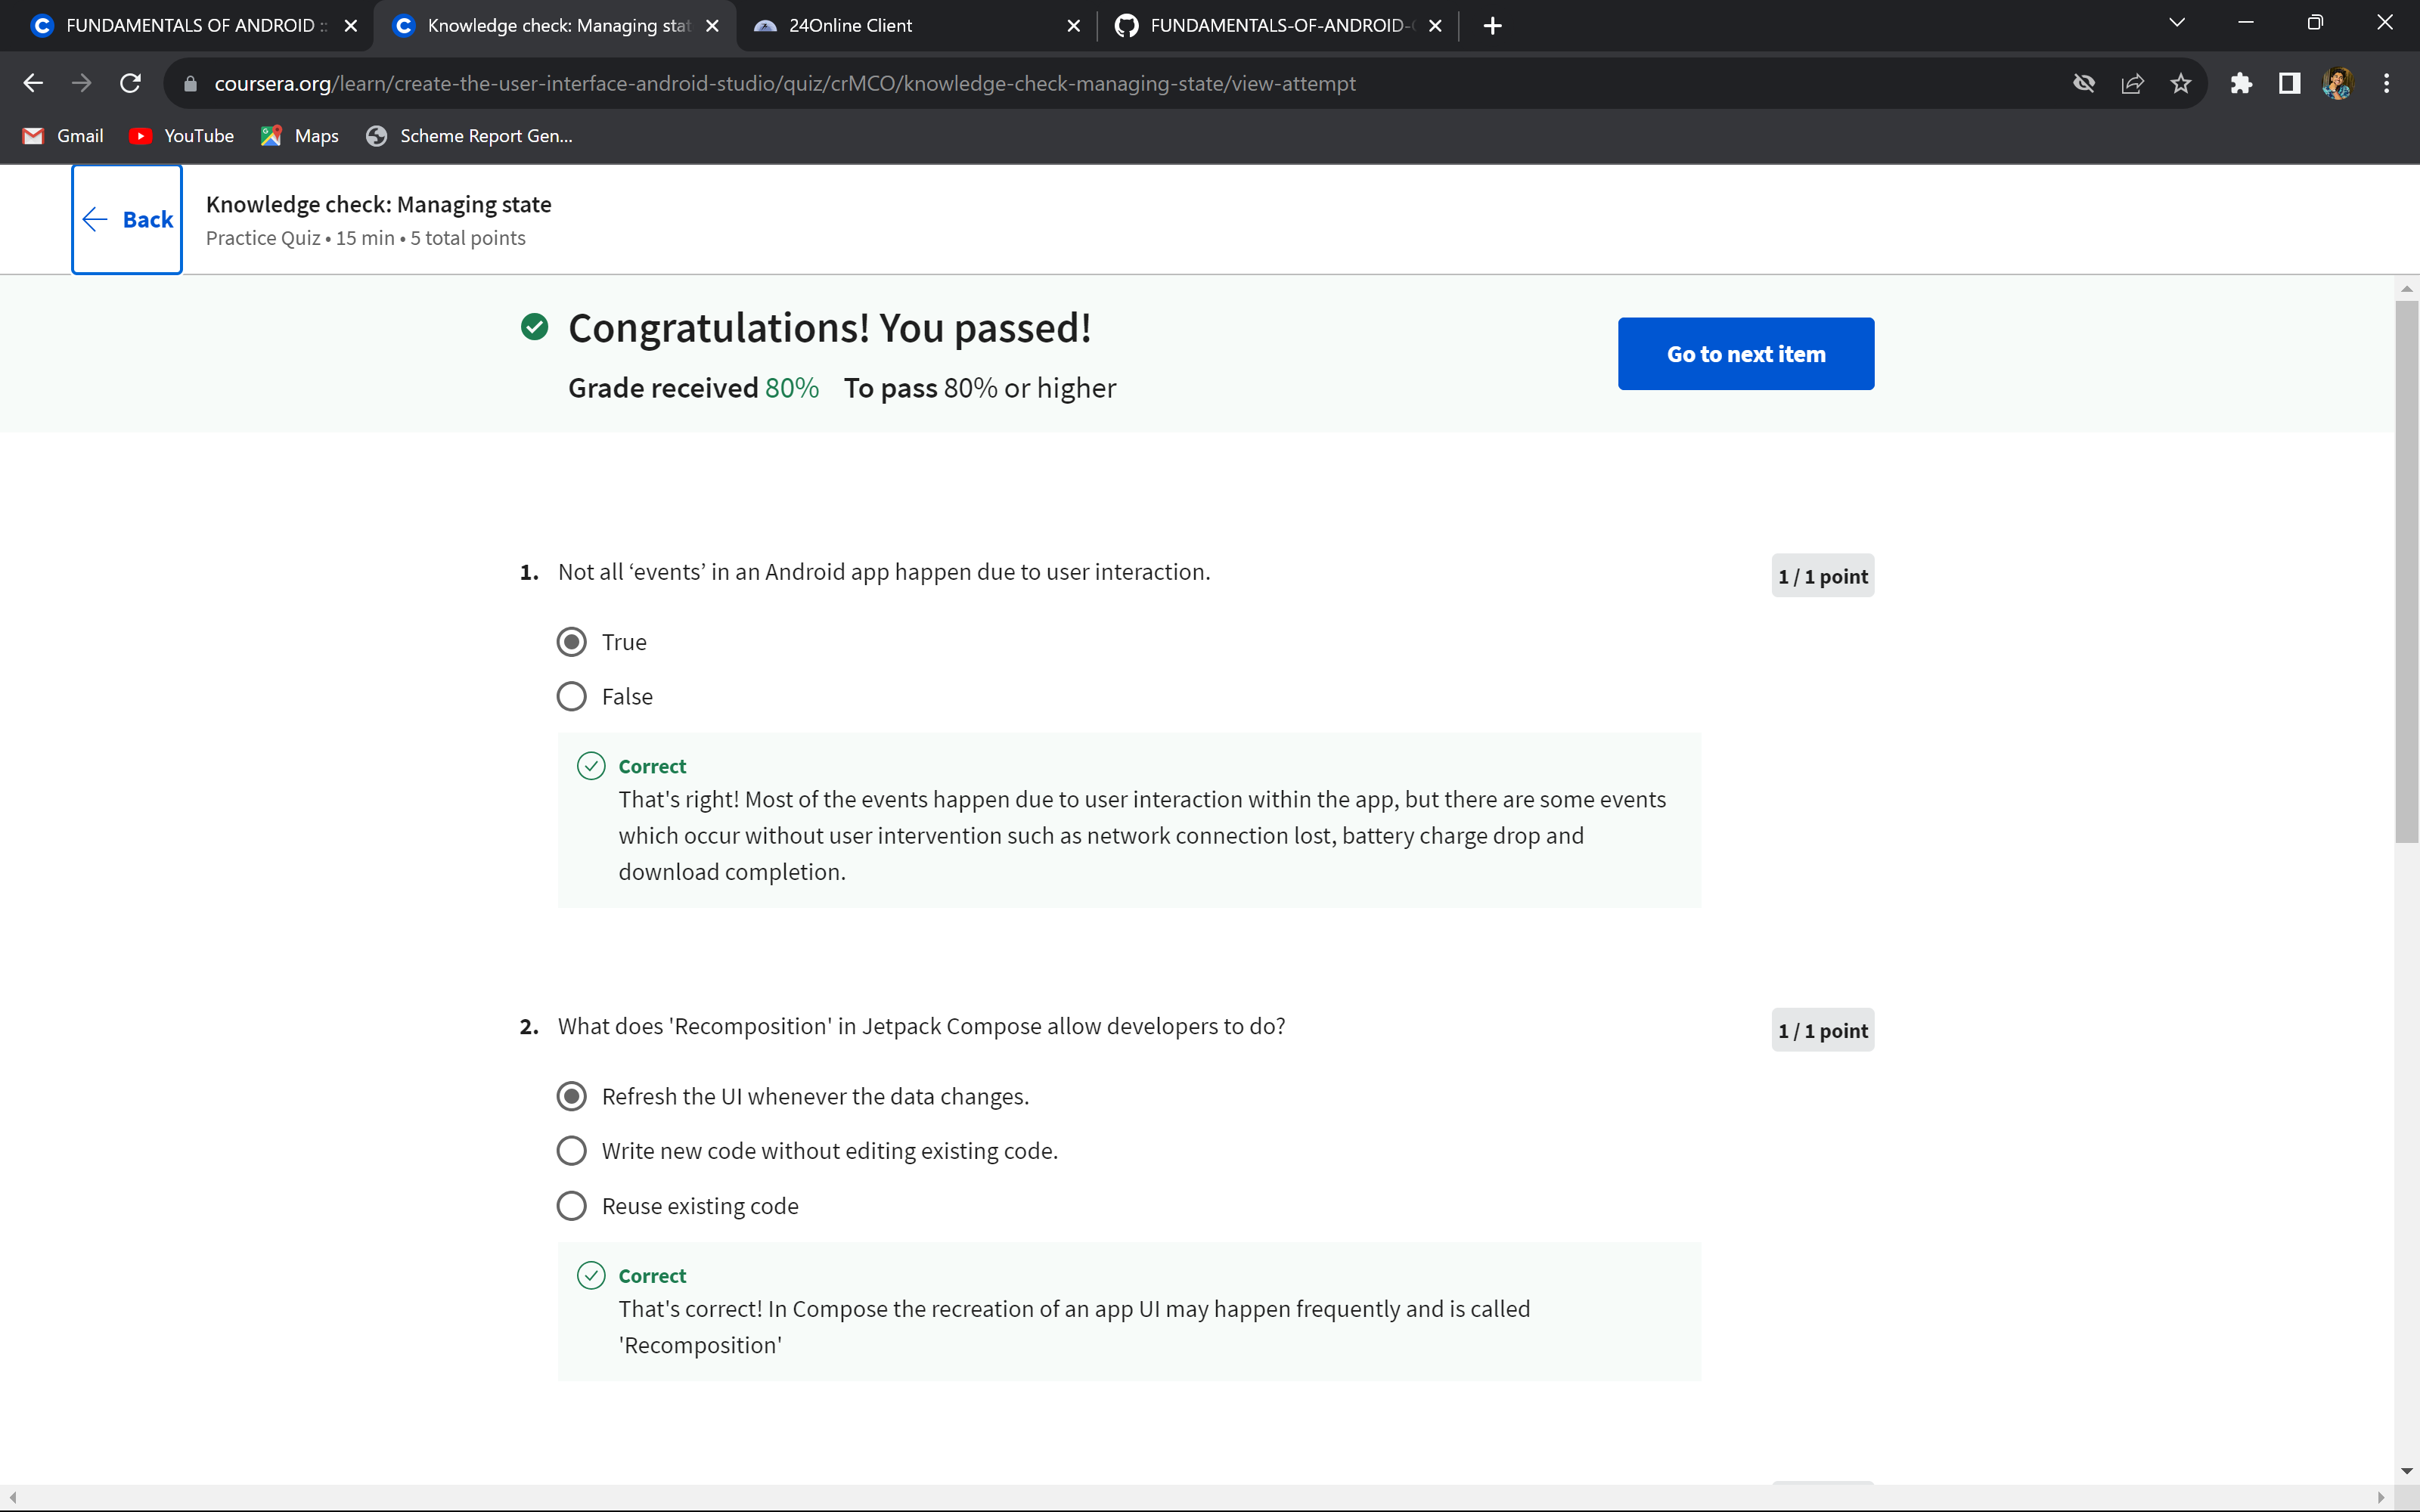 FUNDAMENTALS OF ANDROID ::
Knowledge check: Managing stat
24Online Client
FUNDAMENTALS-OF-ANDROID-
coursera.org/learn/create-the-user-interface-android-studio/quiz/crMCO/knowledge-check-managing-state/view-attempt
Gmail
YouTube
Maps
Scheme Report Gen...
Back
Knowledge check: Managing state
Practice Quiz • 15 min • 5 total points
Congratulations! You passed!
Grade received 80% To pass 80% or higher
Go to next item
1. Not all ‘events’ in an Android app happen due to user interaction.
1 / 1 point
True
False
Correct
That's right! Most of the events happen due to user interaction within the app, but there are some events
which occur without user intervention such as network connection lost, battery charge drop and
download completion.
2. What does 'Recomposition' in Jetpack Compose allow developers to do?
1 / 1 point
Refresh the UI whenever the data changes.
Write new code without editing existing code.
Reuse existing code
Correct
That's correct! In Compose the recreation of an app UI may happen frequently and is called
'Recomposition'